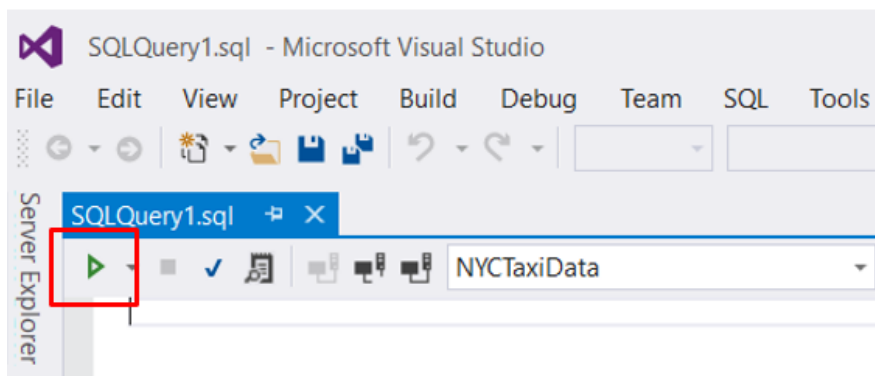 SQLQuery1.sql - Microsoft Visual Studio
File Edit View Project Build Debug Team SQL Tools
Server Explorer
SQLQuery1.sql
NYCTaxiData